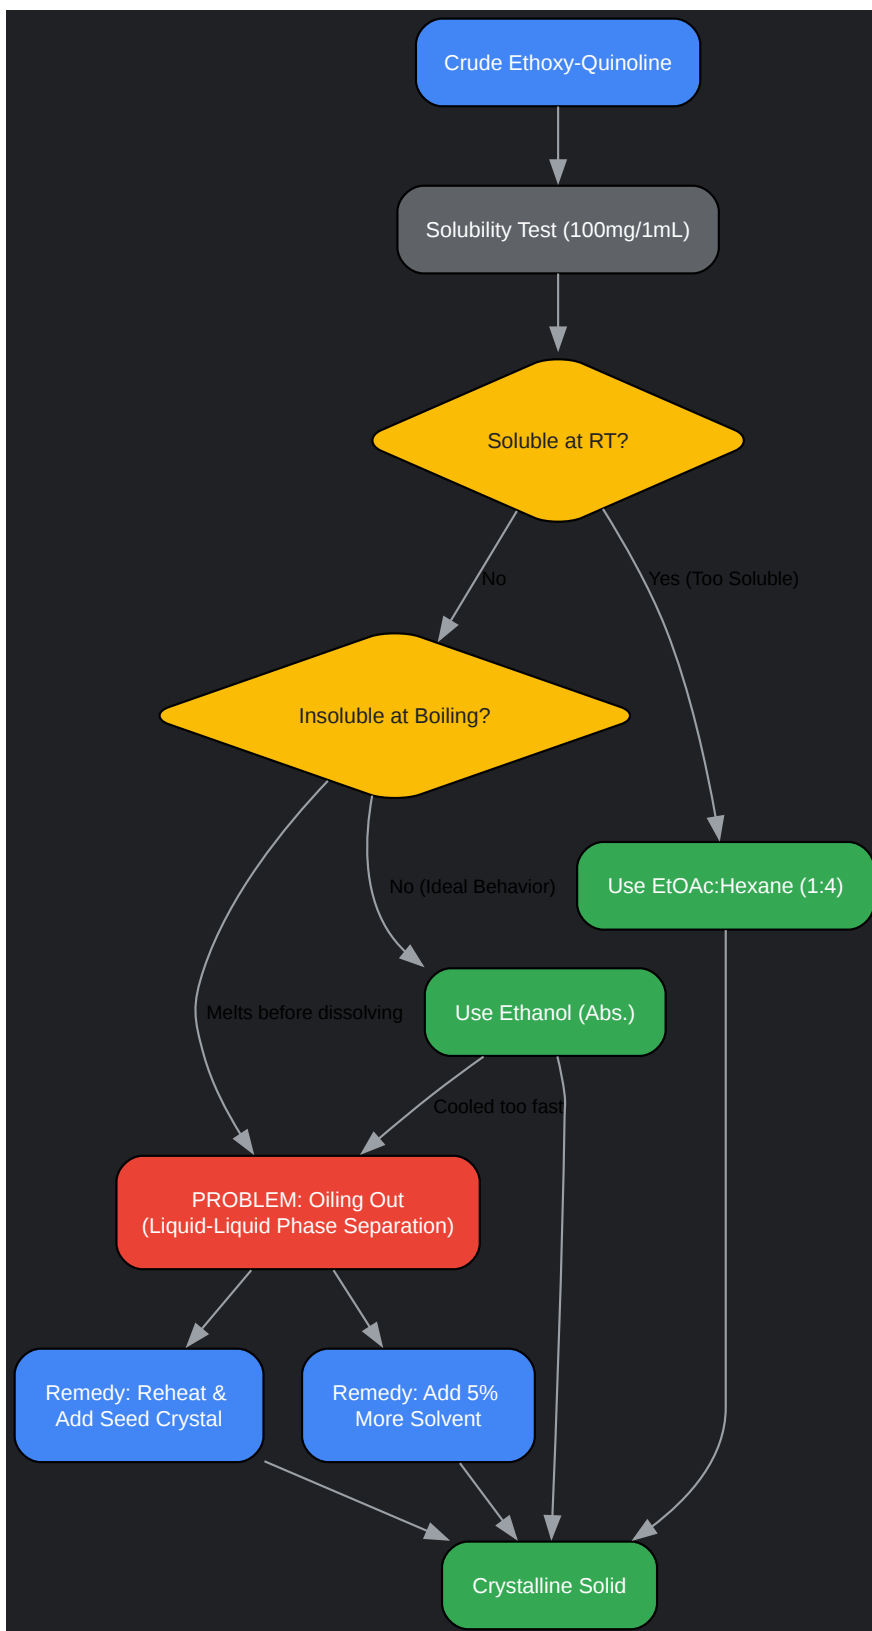 Crude Ethoxy-Quinoline
Solubility Test (100mg/1mL)
Soluble at RT?
No
Yes (Too Soluble)
Insoluble at Boiling?
No (Ideal Behavior)
Use EtOAc:Hexane (1:4)
Melts before dissolving
Use Ethanol (Abs.)
Cooled too fast
PROBLEM: Oiling Out
(Liquid-Liquid Phase Separation)
Remedy: Reheat &
Add Seed Crystal
Remedy: Add 5%
More Solvent
Crystalline Solid